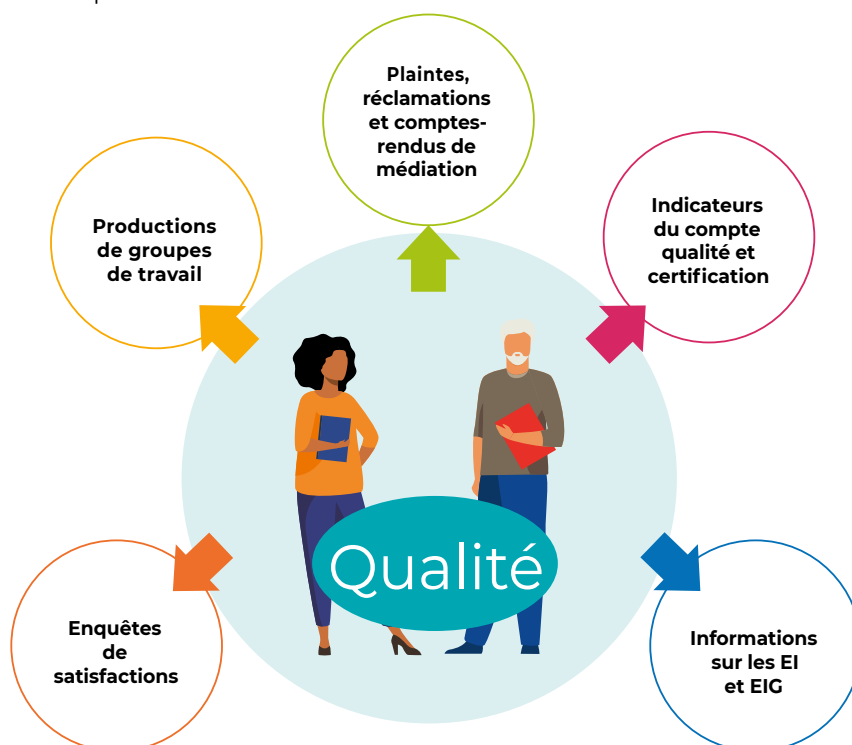 Plaintes,
réclamations
et comptes-
rendus de
médiation
Productions
de groupes
de travail
Indicateurs
du compte
qualité et
certification
Qualité
Enquêtes
de
satisfactions
Informations
sur les EI
et EIG